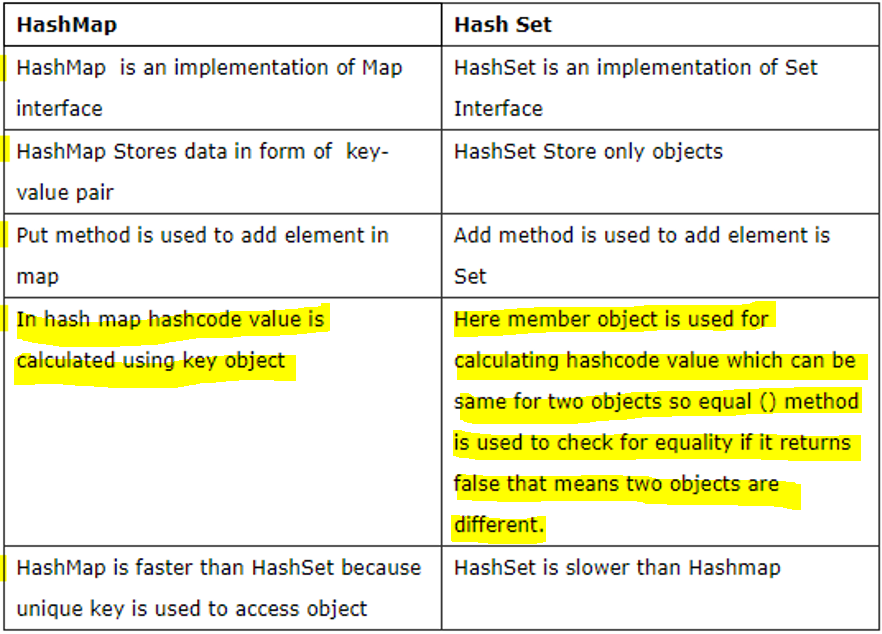 HashMap
Hash Set
HashMap  is an implementation of Map
interface
HashSet is an implementation of Set
Interface
HashMap Stores data in form of  key-
value pair
HashSet Store only objects
Put method is used to add element in
map
Add method is used to add element is
Set
In hash map hashcode value is
calculated using key object
Here member object is used for
calculating hashcode value which can be
same for two objects so equal () method
is used to check for equality if it returns
false that means two objects are
different.
HashMap is faster than HashSet because
unique key is used to access object
HashSet is slower than Hashmap